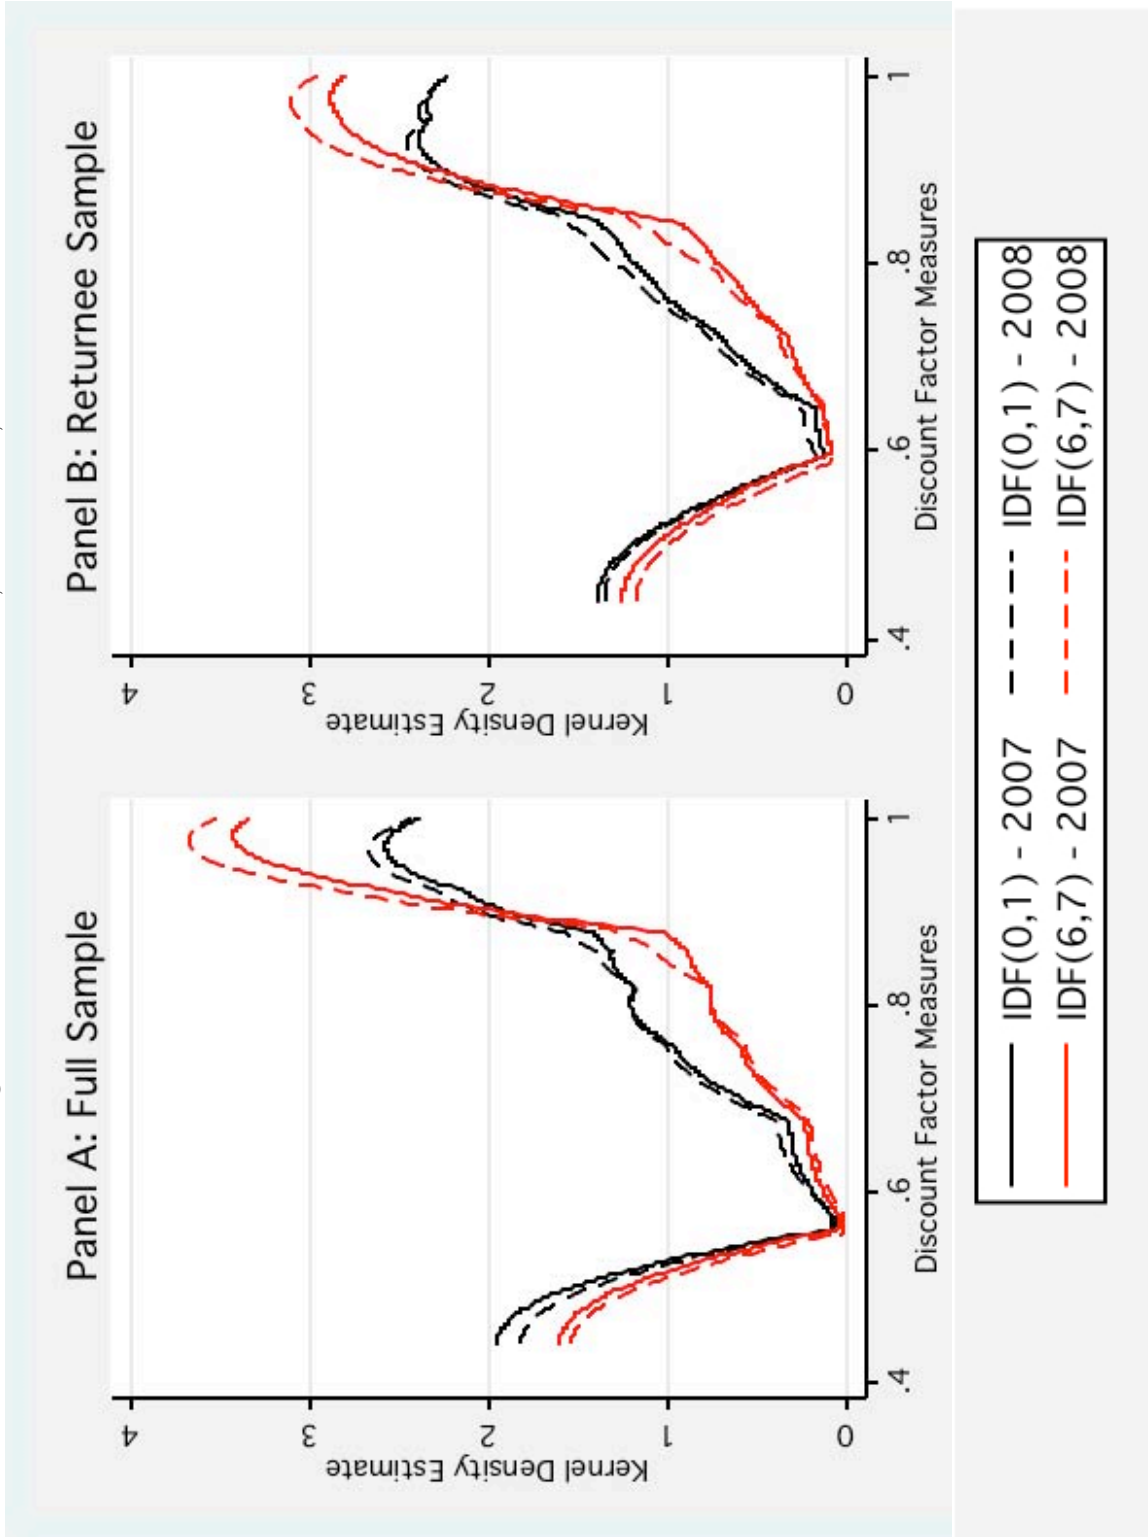 Panel A: Full Sample
Kernel Density Estimate
4
3
2
1
0
.4
.6
.8
1
Discount Factor Measures
Panel B: Returnee Sample
Kernel Density Estimate
4
3
2
1
0
.4
.6
.8
1
Discount Factor Measures
IDF(0,1) - 2007
IDF(0,1) - 2008
IDF(6,7) - 2007
IDF(6,7) - 2008